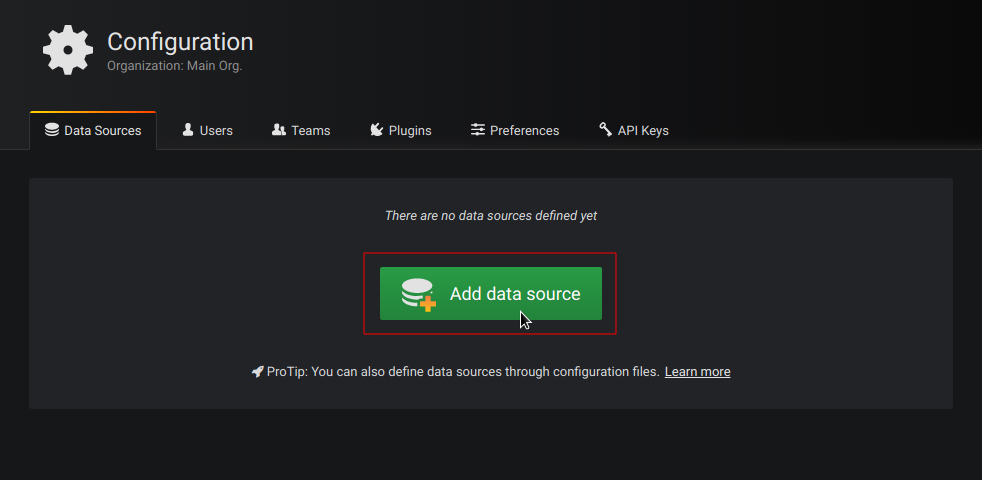 Configuration
Organization: Main Org.
Data Sources Users Teams Plugins Preferences API Keys
There are no data sources defined yet
Add data source
ProTip: You can also define data sources through configuration files. Learn more